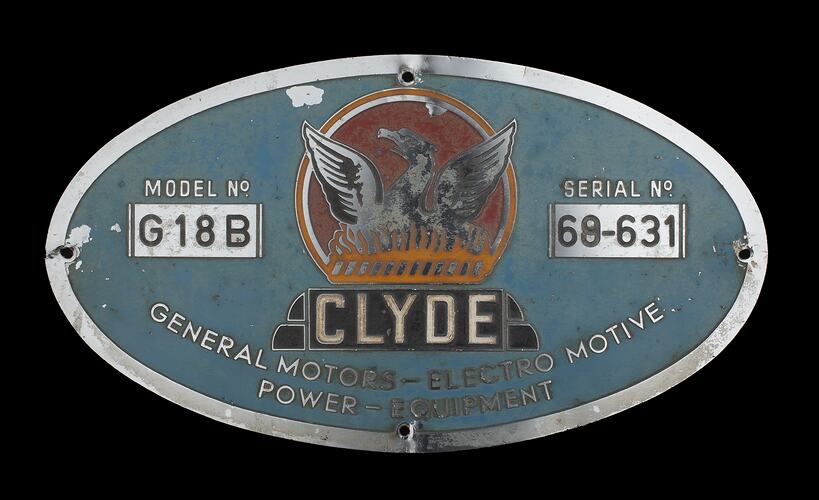 MODEL Nº
G18B
SERIAL Nº
68-631
CLYDE
GENERAL MOTORS – ELECTRO MOTIVE
POWER – EQUIPMENT